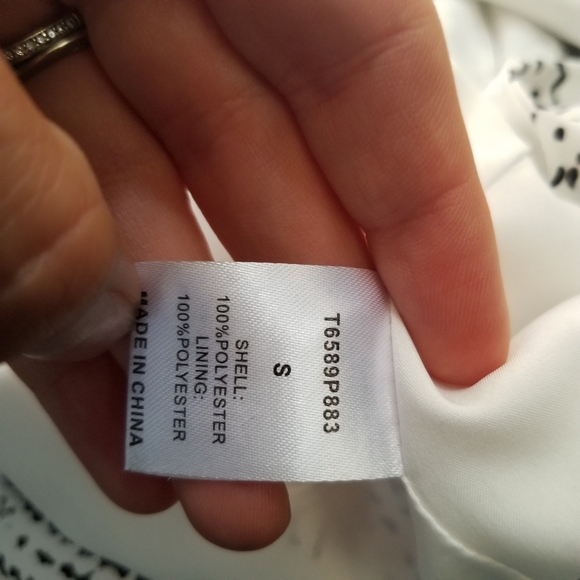 T6589P883
S
SHELL:
100%POLYESTER
LINING:
100%POLYESTER
MADE IN CHINA